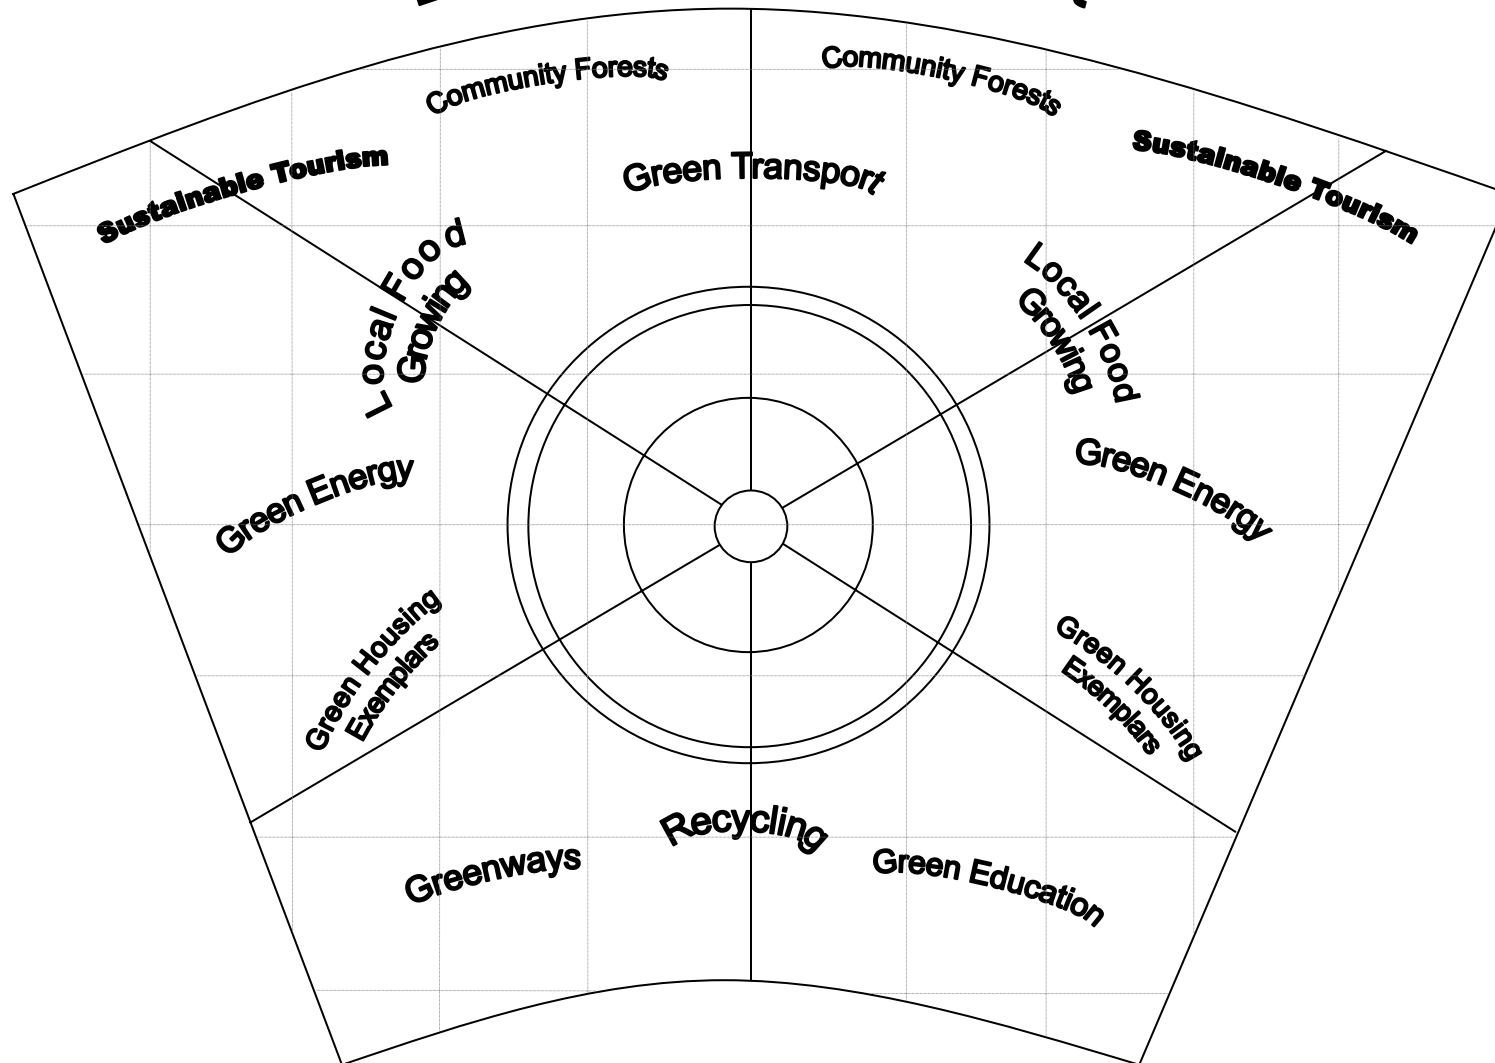 Community Forests
Community Forests
Sustainable Tourism
Sustainable Tourism
Green Transport
Local Food
Growing
Local Food
Growing
Green Energy
Green Energy
Green Housing
Exemplars
Green Housing
Exemplars
Recycling
Greenways
Green Education